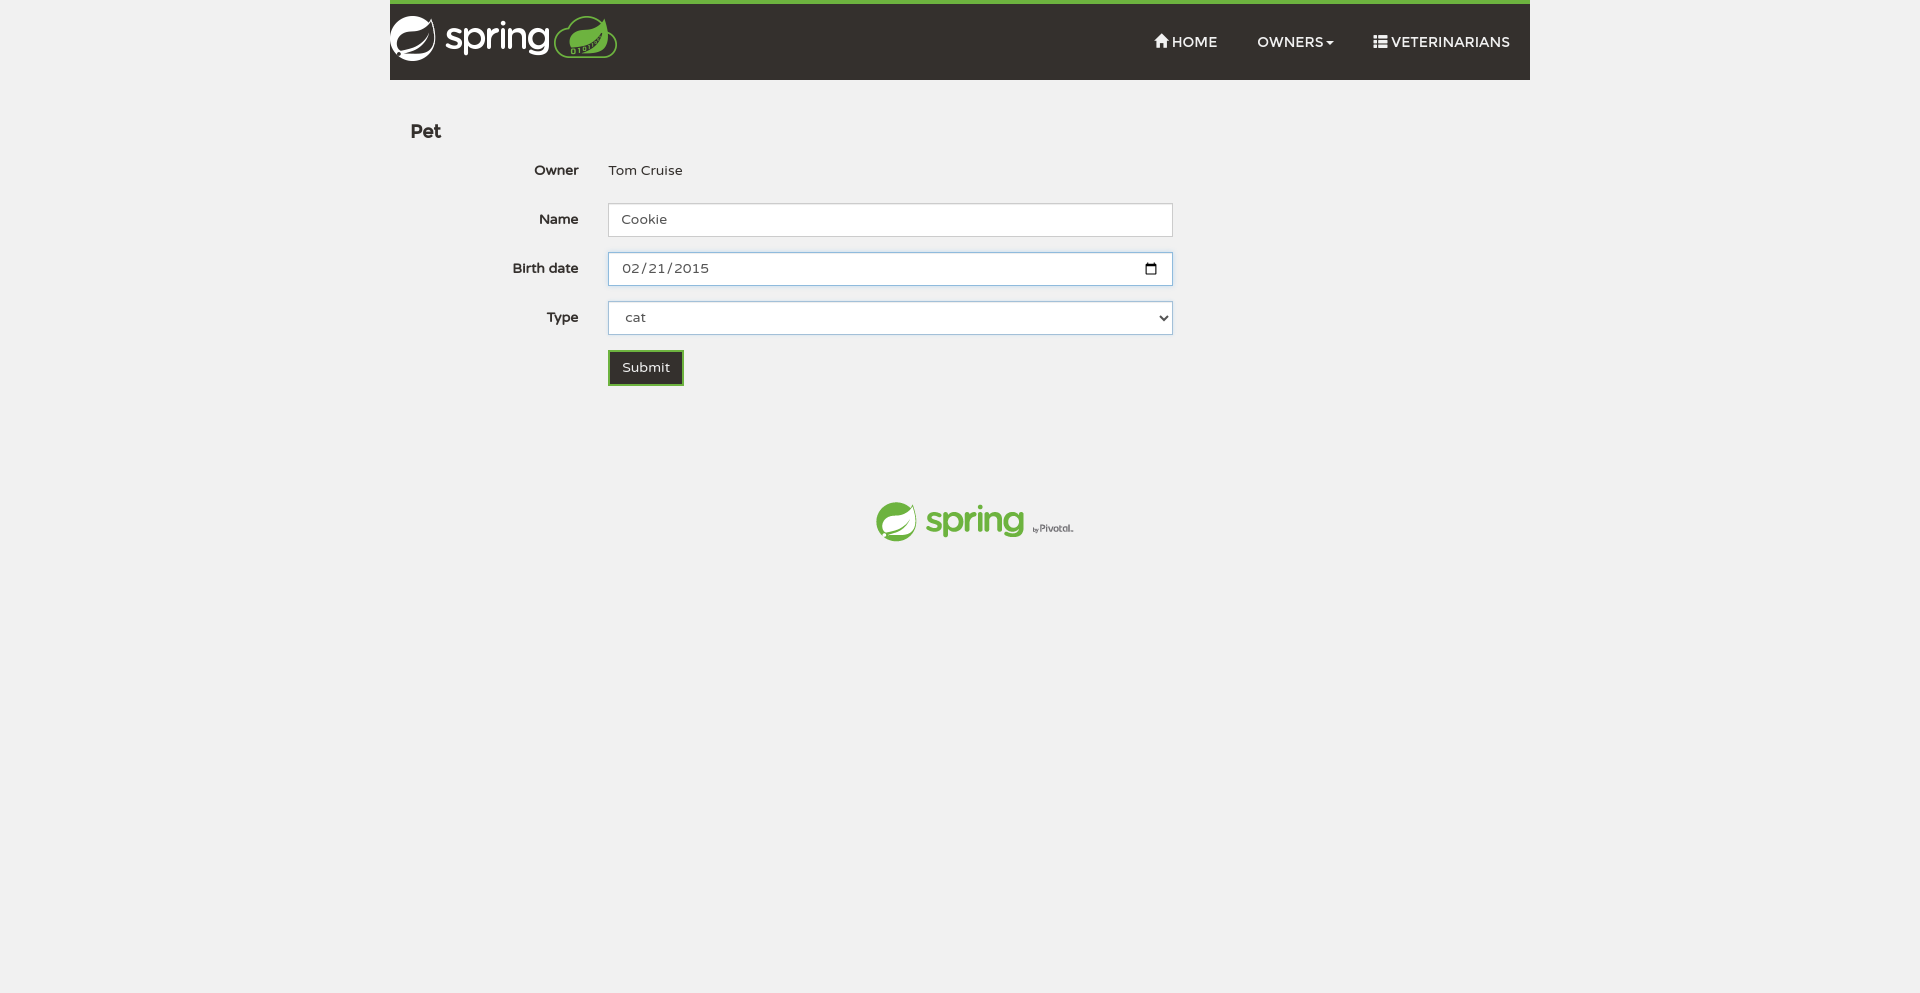 spring
HOME
OWNERS
VETERINARIANS
Pet
Owner
Tom Cruise
Name
Cookie
Birth date
02/21/2015
Type
cat
Submit
spring by Pivotal